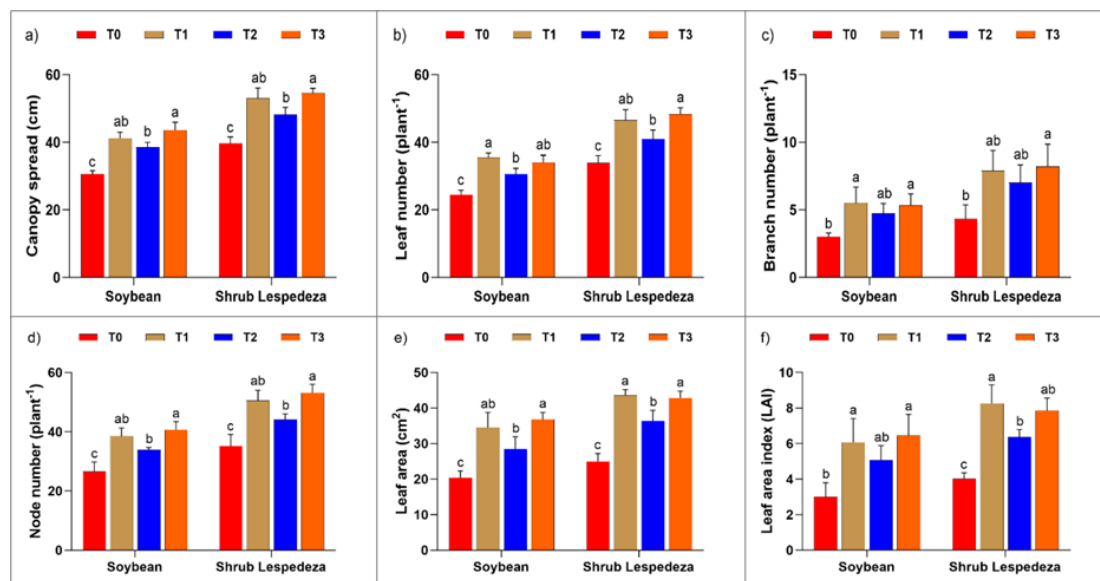 a) T0 T1 T2 T3
Canopy spread (cm)
60
40
20
0
c ab b a
c ab b a
Soybean Shrub Lespedeza
b) T0 T1 T2 T3
Leaf number (plant⁻¹)
60
40
20
0
c a b ab
c ab b a
Soybean Shrub Lespedeza
c) T0 T1 T2 T3
Branch number (plant⁻¹)
15
10
5
0
b a ab a
b ab ab a
Soybean Shrub Lespedeza
d) T0 T1 T2 T3
Node number (plant⁻¹)
60
40
20
0
c ab b a
c ab b a
Soybean Shrub Lespedeza
e) T0 T1 T2 T3
Leaf area (cm²)
50
40
30
20
10
0
c ab b a
c a b a
Soybean Shrub Lespedeza
f) T0 T1 T2 T3
Leaf area index (LAI)
10
8
6
4
2
0
b a ab a
c a b ab
Soybean Shrub Lespedeza